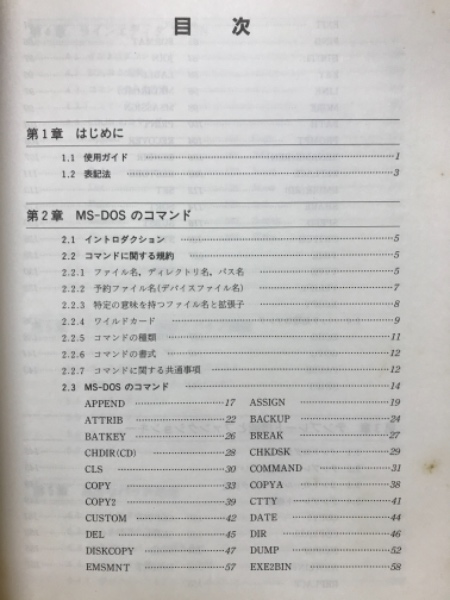 目次
第1章 はじめに
1.1 使用ガイド ……1
1.2 表記法 ……3
第2章 MS-DOS のコマンド
2.1 イントロダクション ……5
2.2 コマンドに関する規約 ……5
2.2.1 ファイル名，ディレクトリ名，パス名 ……5
2.2.2 予約ファイル名(デバイスファイル名) ……7
2.2.3 特定の意味を持つファイル名と拡張子 ……8
2.2.4 ワイルドカード ……9
2.2.5 コマンドの種類 ……11
2.2.6 コマンドの書式 ……12
2.2.7 コマンドに関する共通事項 ……12
2.3 MS-DOS のコマンド ……14
APPEND ……17 ASSIGN ……19
ATTRIB ……22 BACKUP ……24
BATKEY ……26 BREAK ……27
CHDIR(CD) ……28 CHKDSK ……29
CLS ……30 COMMAND ……31
COPY ……33 COPYA ……38
COPY2 ……39 CTTY ……41
CUSTOM ……42 DATE ……44
DEL ……45 DIR ……46
DISKCOPY ……47 DUMP ……52
EMSMNT ……57 EXE2BIN ……58